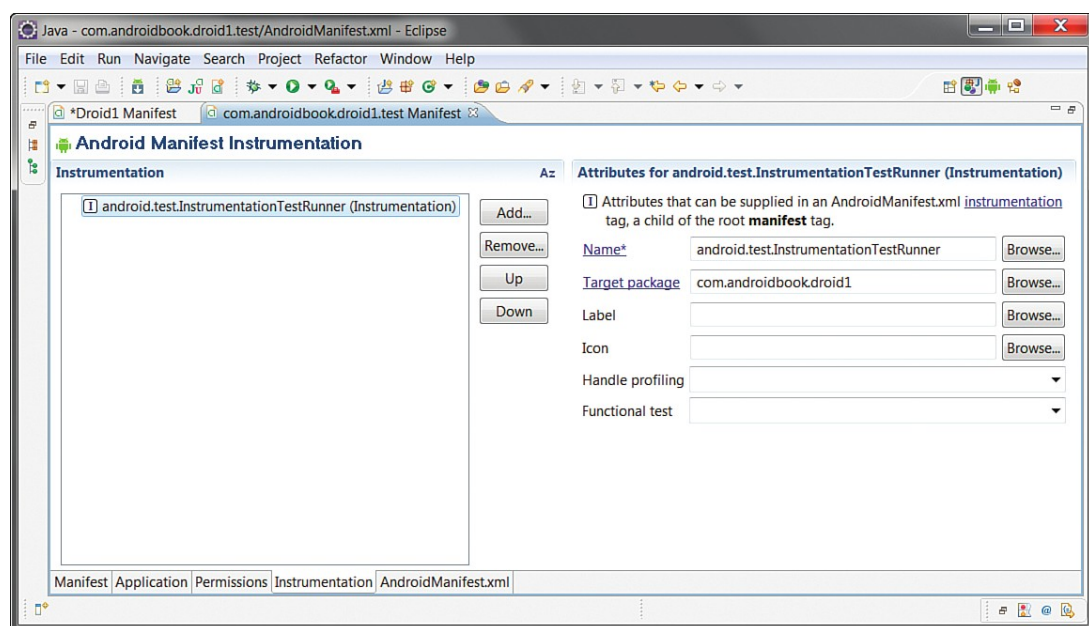 Java - com.androidbook.droid1.test/AndroidManifest.xml - Eclipse
File Edit Run Navigate Search Project Refactor Window Help
*Droid1 Manifest
com.androidbook.droid1.test Manifest
Android Manifest Instrumentation
Instrumentation
Az
I android.test.InstrumentationTestRunner (Instrumentation)
Add...
Remove...
Up
Down
Attributes for android.test.InstrumentationTestRunner (Instrumentation)
I Attributes that can be supplied in an AndroidManifest.xml instrumentation
tag, a child of the root manifest tag.
Name* android.test.InstrumentationTestRunner Browse...
Target package com.androidbook.droid1 Browse...
Label Browse...
Icon Browse...
Handle profiling
Functional test
Manifest Application Permissions Instrumentation AndroidManifest.xml